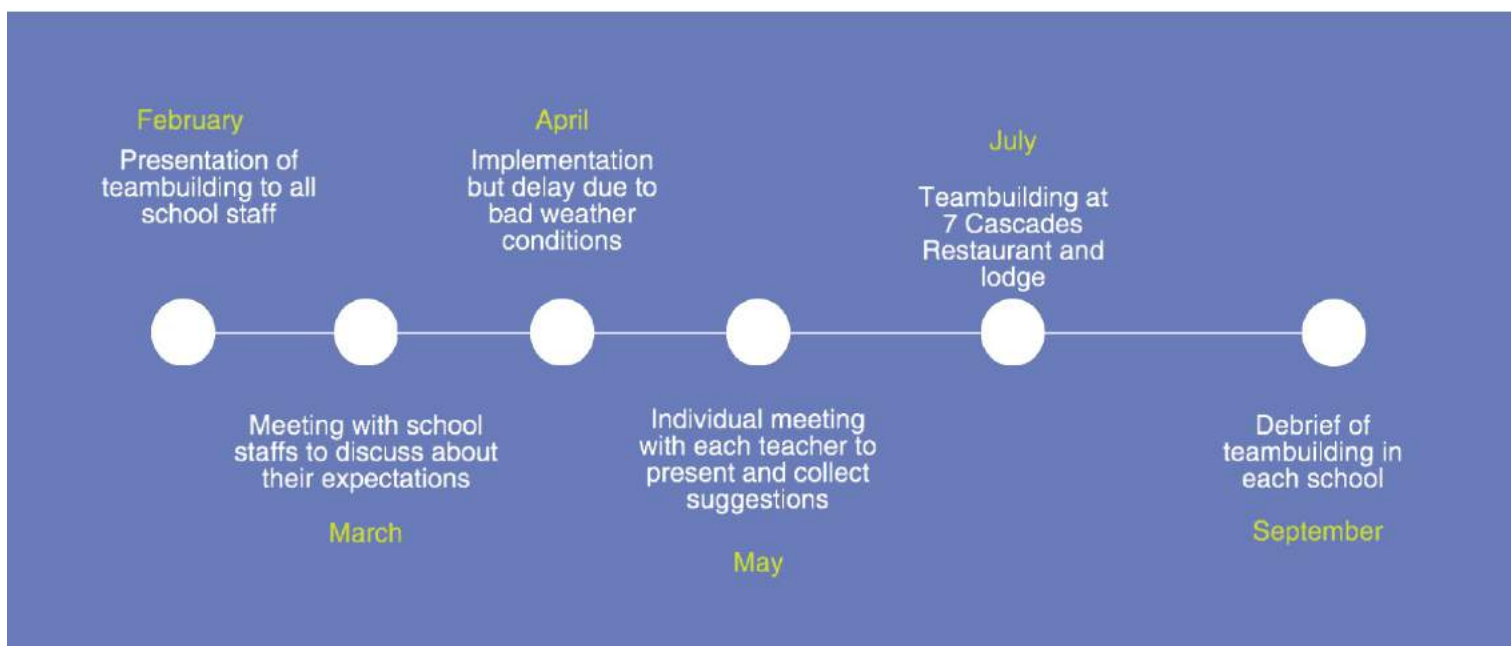 February
Presentation of
teambuilding to all
school staff
Meeting with school
staffs to discuss about
their expectations
March
April
Implementation
but delay due to
bad weather
conditions
Individual meeting
with each teacher to
present and collect
suggestions
May
July
Teambuilding at
7 Cascades
Restaurant and
lodge
Debrief of
teambuilding in
each school
September